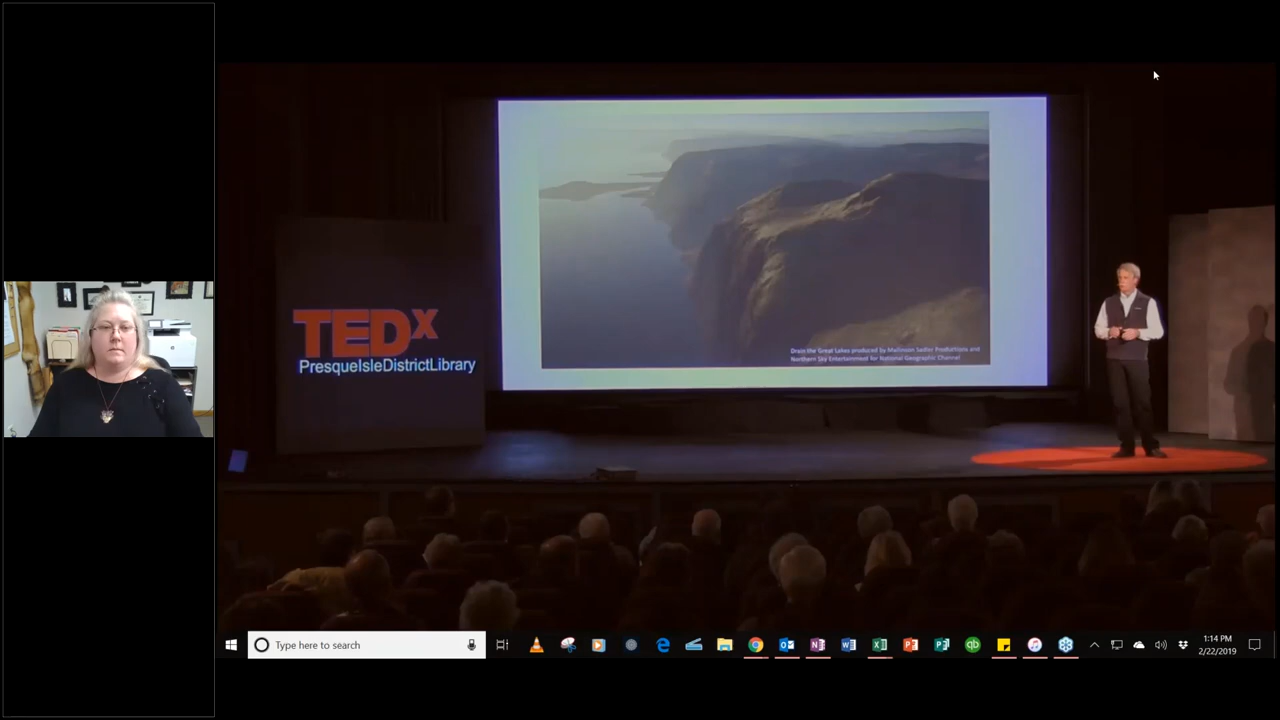 TEDx
PresqueIsleDistrictLibrary
Drain the Great Lakes produced by Mallinson Sadler Productions and
Northern Sky Entertainment for National Geographic Channel
Type here to search
1:14 PM
2/22/2019